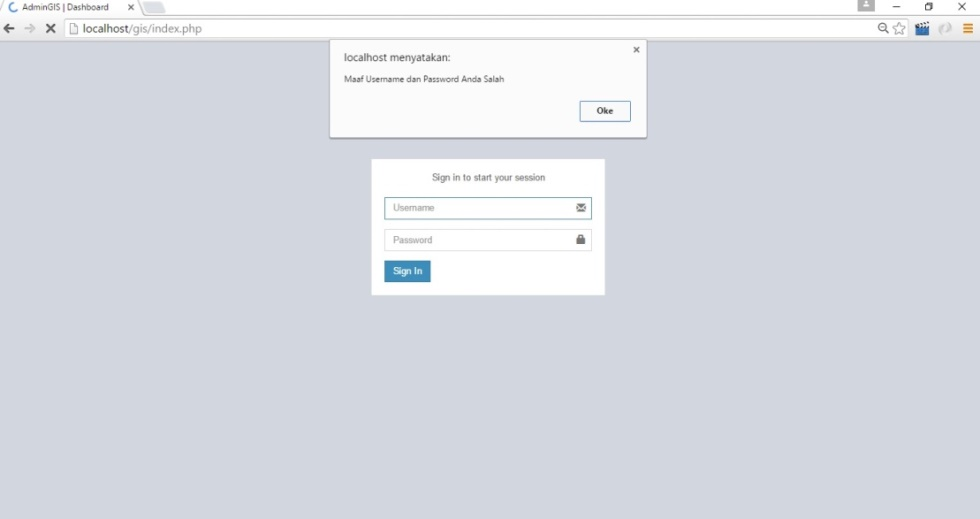 AdminGIS | Dashboard
localhost/gis/index.php
localhost menyatakan:
Maaf Username dan Password Anda Salah
Oke
Sign in to start your session
Username
Password
Sign In